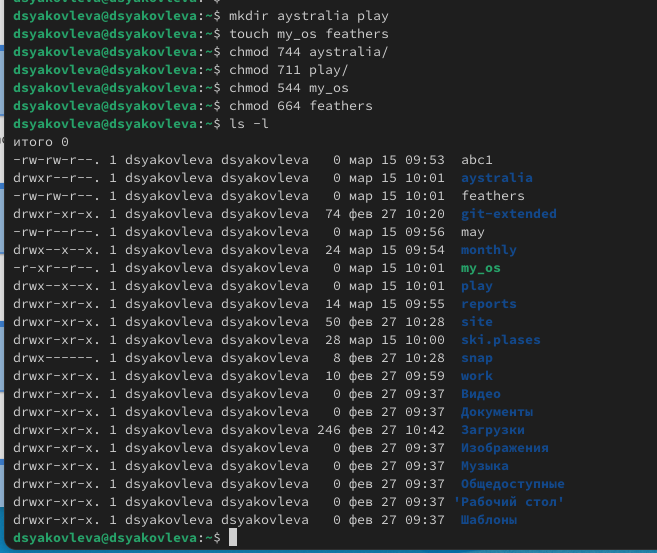 dsyakovleva@dsyakovleva:~$ mkdir aystralia play
dsyakovleva@dsyakovleva:~$ touch my_os feathers
dsyakovleva@dsyakovleva:~$ chmod 744 aystralia/
dsyakovleva@dsyakovleva:~$ chmod 711 play/
dsyakovleva@dsyakovleva:~$ chmod 544 my_os
dsyakovleva@dsyakovleva:~$ chmod 664 feathers
dsyakovleva@dsyakovleva:~$ ls -l
итого 0
-rw-rw-r--. 1 dsyakovleva dsyakovleva   0 мар 15 09:53  abc1
drwxr--r--. 1 dsyakovleva dsyakovleva   0 мар 15 10:01  aystralia
-rw-rw-r--. 1 dsyakovleva dsyakovleva   0 мар 15 10:01  feathers
drwxr-xr-x. 1 dsyakovleva dsyakovleva  74 фев 27 10:20  git-extended
-rw-r--r--. 1 dsyakovleva dsyakovleva   0 мар 15 09:56  may
drwx--x--x. 1 dsyakovleva dsyakovleva  24 мар 15 09:54  monthly
-r-xr--r--. 1 dsyakovleva dsyakovleva   0 мар 15 10:01  my_os
drwx--x--x. 1 dsyakovleva dsyakovleva   0 мар 15 10:01  play
drwxr-xr-x. 1 dsyakovleva dsyakovleva  14 мар 15 09:55  reports
drwxr-xr-x. 1 dsyakovleva dsyakovleva  50 фев 27 10:28  site
drwxr-xr-x. 1 dsyakovleva dsyakovleva  28 мар 15 10:00  ski.plases
drwx------. 1 dsyakovleva dsyakovleva   8 фев 27 10:28  snap
drwxr-xr-x. 1 dsyakovleva dsyakovleva  10 фев 27 09:59  work
drwxr-xr-x. 1 dsyakovleva dsyakovleva   0 фев 27 09:37  Видео
drwxr-xr-x. 1 dsyakovleva dsyakovleva   0 фев 27 09:37  Документы
drwxr-xr-x. 1 dsyakovleva dsyakovleva 246 фев 27 10:42  Загрузки
drwxr-xr-x. 1 dsyakovleva dsyakovleva   0 фев 27 09:37  Изображения
drwxr-xr-x. 1 dsyakovleva dsyakovleva   0 фев 27 09:37  Музыка
drwxr-xr-x. 1 dsyakovleva dsyakovleva   0 фев 27 09:37  Общедоступные
drwxr-xr-x. 1 dsyakovleva dsyakovleva   0 фев 27 09:37 'Рабочий стол'
drwxr-xr-x. 1 dsyakovleva dsyakovleva   0 фев 27 09:37  Шаблоны
dsyakovleva@dsyakovleva:~$